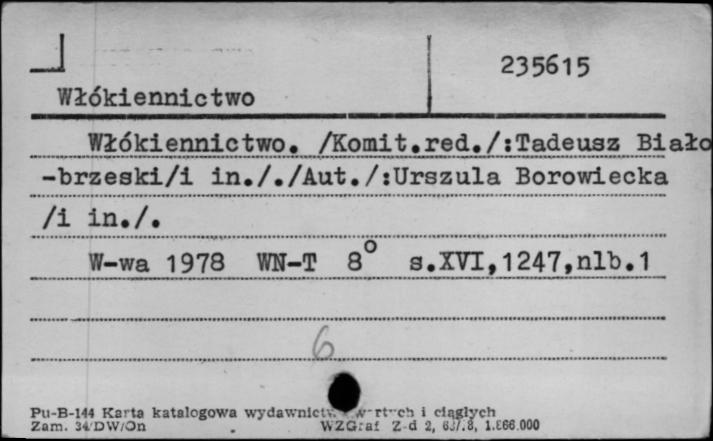 235615
Włókiennictwo
Włókiennictwo. /Komit.red./:Tadeusz Biało
-brzeski/i in././Aut./:Urszula Borowiecka
/i in./.
W-wa 1978 WN-T 8° s.XVI,1247,nlb.1
6
Pu-B-144 Karta katalogowa i ciągłych
Zam. 34/DW/On WZGraf Z-d 2, 1.866.000